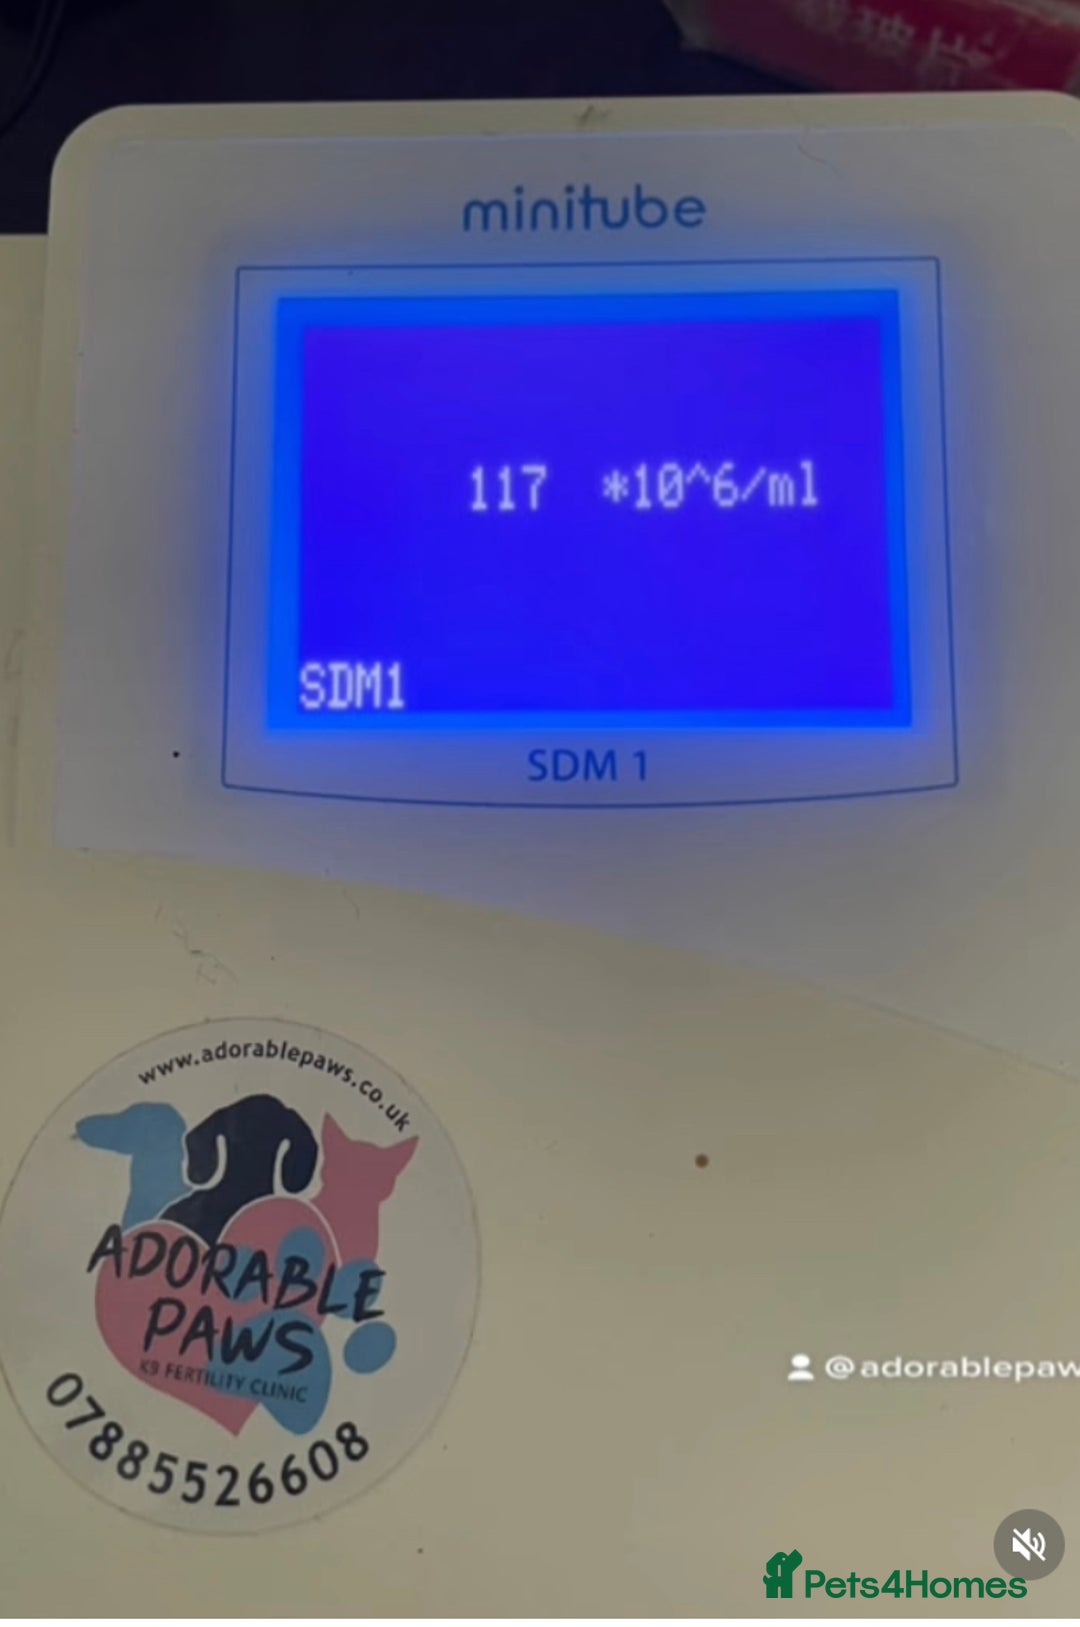 minitube
117 *10^6/ml
SDM1
SDM 1
www.adorablepaws.co.uk
ADORABLE
PAWS
K9 FERTILITY CLINIC
07885526608
@adorablepaw
Pets4Homes